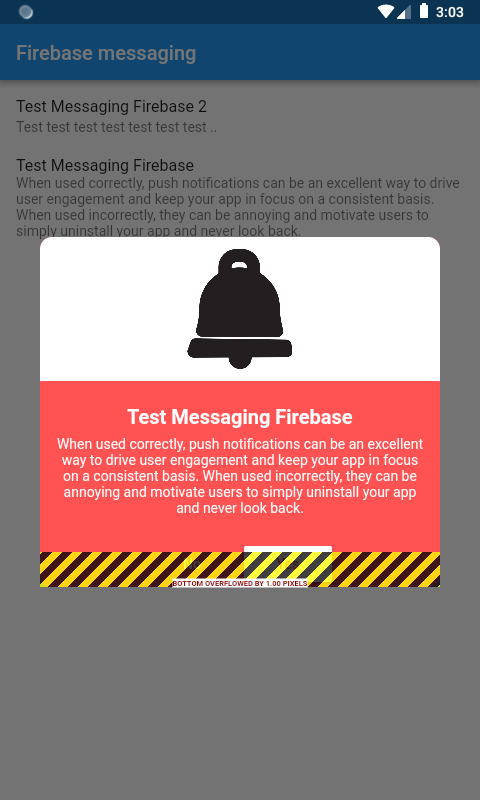 3:03
Firebase messaging
Test Messaging Firebase 2
Test test test test test test test ..
Test Messaging Firebase
When used correctly, push notifications can be an excellent way to drive
user engagement and keep your app in focus on a consistent basis.
When used incorrectly, they can be annoying and motivate users to
simply uninstall your app and never look back.
Test Messaging Firebase
When used correctly, push notifications can be an excellent
way to drive user engagement and keep your app in focus
on a consistent basis. When used incorrectly, they can be
annoying and motivate users to simply uninstall your app
and never look back.
BOTTOM OVERFLOWED BY 1.00 PIXELS